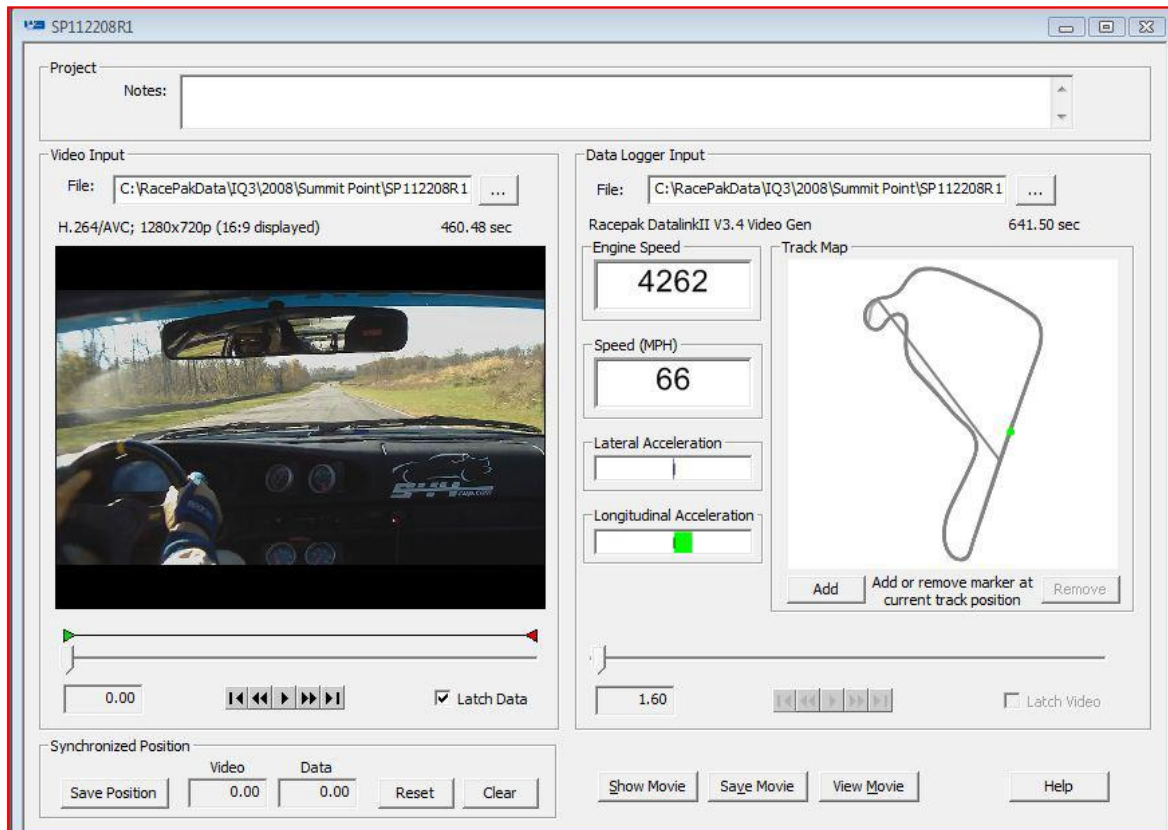 SP112208R1
Project
Notes:
Video Input
File: C:\RacePakData\IQ3\2008\Summit Point\SP112208R1 ...
H.264/AVC; 1280x720p (16:9 displayed) 460.48 sec
0.00
Latch Data
Data Logger Input
File: C:\RacePakData\IQ3\2008\Summit Point\SP112208R1 ...
Racepak DatalinkII V3.4 Video Gen 641.50 sec
Engine Speed
4262
Speed (MPH)
66
Lateral Acceleration
Longitudinal Acceleration
Track Map
Add
Add or remove marker at
current track position
Remove
1.60
Latch Video
Synchronized Position
Video Data
Save Position 0.00 0.00 Reset Clear
Show Movie Save Movie View Movie Help